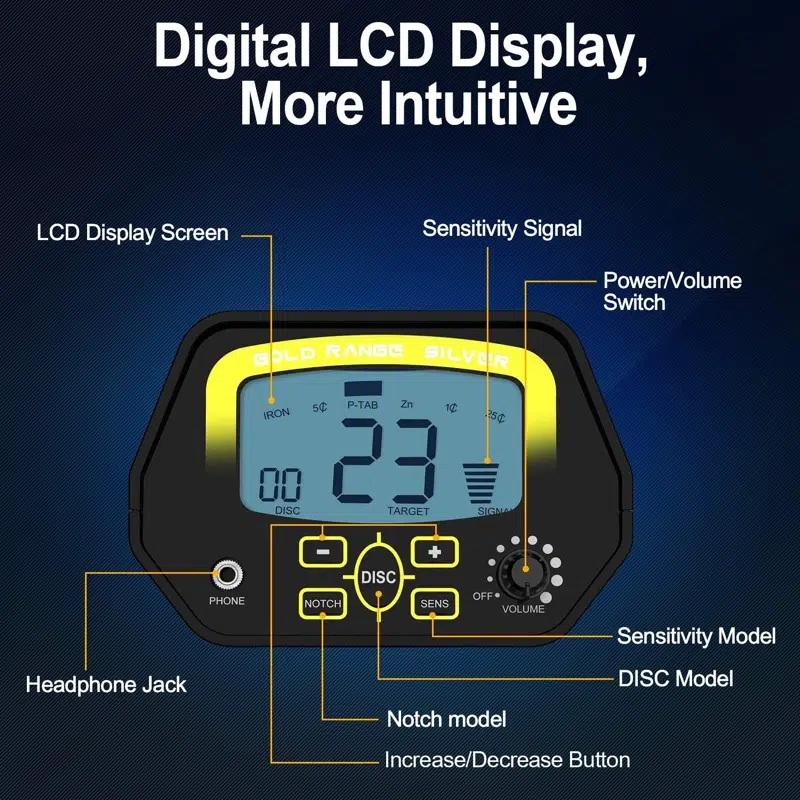 Digital LCD Display,
More Intuitive
LCD Display Screen
Sensitivity Signal
Power/Volume
Switch
GOLD RANGE SILVER
IRON 5¢ P-TAB Zn 1¢ 25¢
23
00
DISC TARGET SIGNAL
- +
DISC
NOTCH SENS
PHONE
OFF
VOLUME
Sensitivity Model
DISC Model
Headphone Jack
Notch model
Increase/Decrease Button